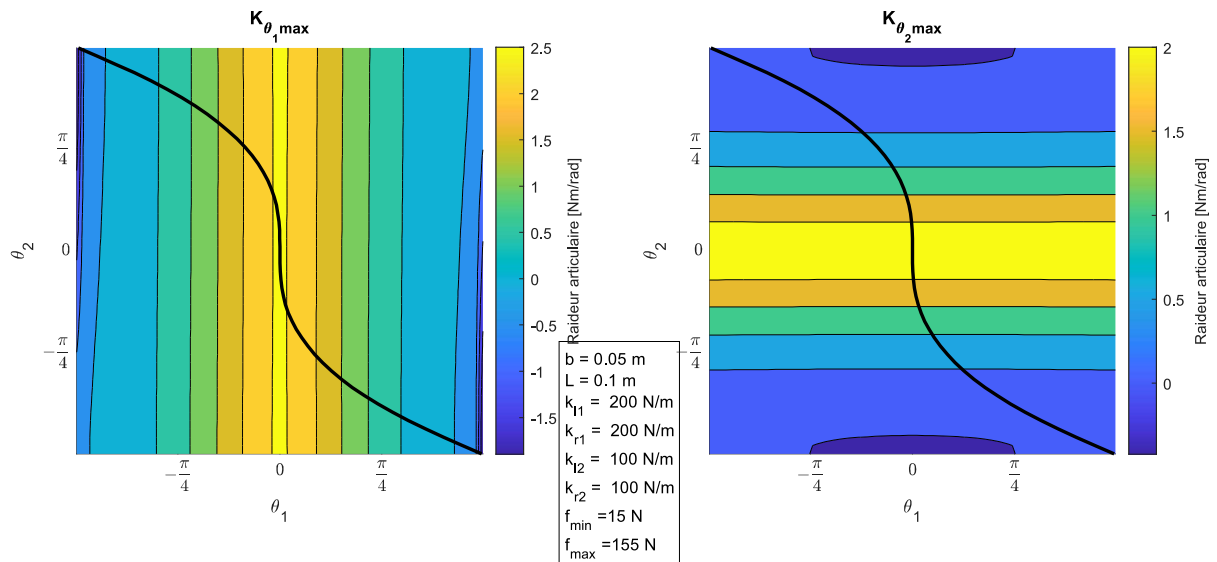 K_θ₁max
2.5
2
1.5
1
0.5
0
-0.5
-1
-1.5
Raideur articulaire [Nm/rad]
π/4
0
−π/4
θ₂
−π/4
0
π/4
θ₁
K_θ₂max
2
1.5
1
0.5
0
Raideur articulaire [Nm/rad]
π/4
0
−π/4
θ₂
−π/4
0
π/4
θ₁
b = 0.05 m
L = 0.1 m
k_l1 = 200 N/m
k_r1 = 200 N/m
k_l2 = 100 N/m
k_r2 = 100 N/m
f_min =15 N
f_max =155 N